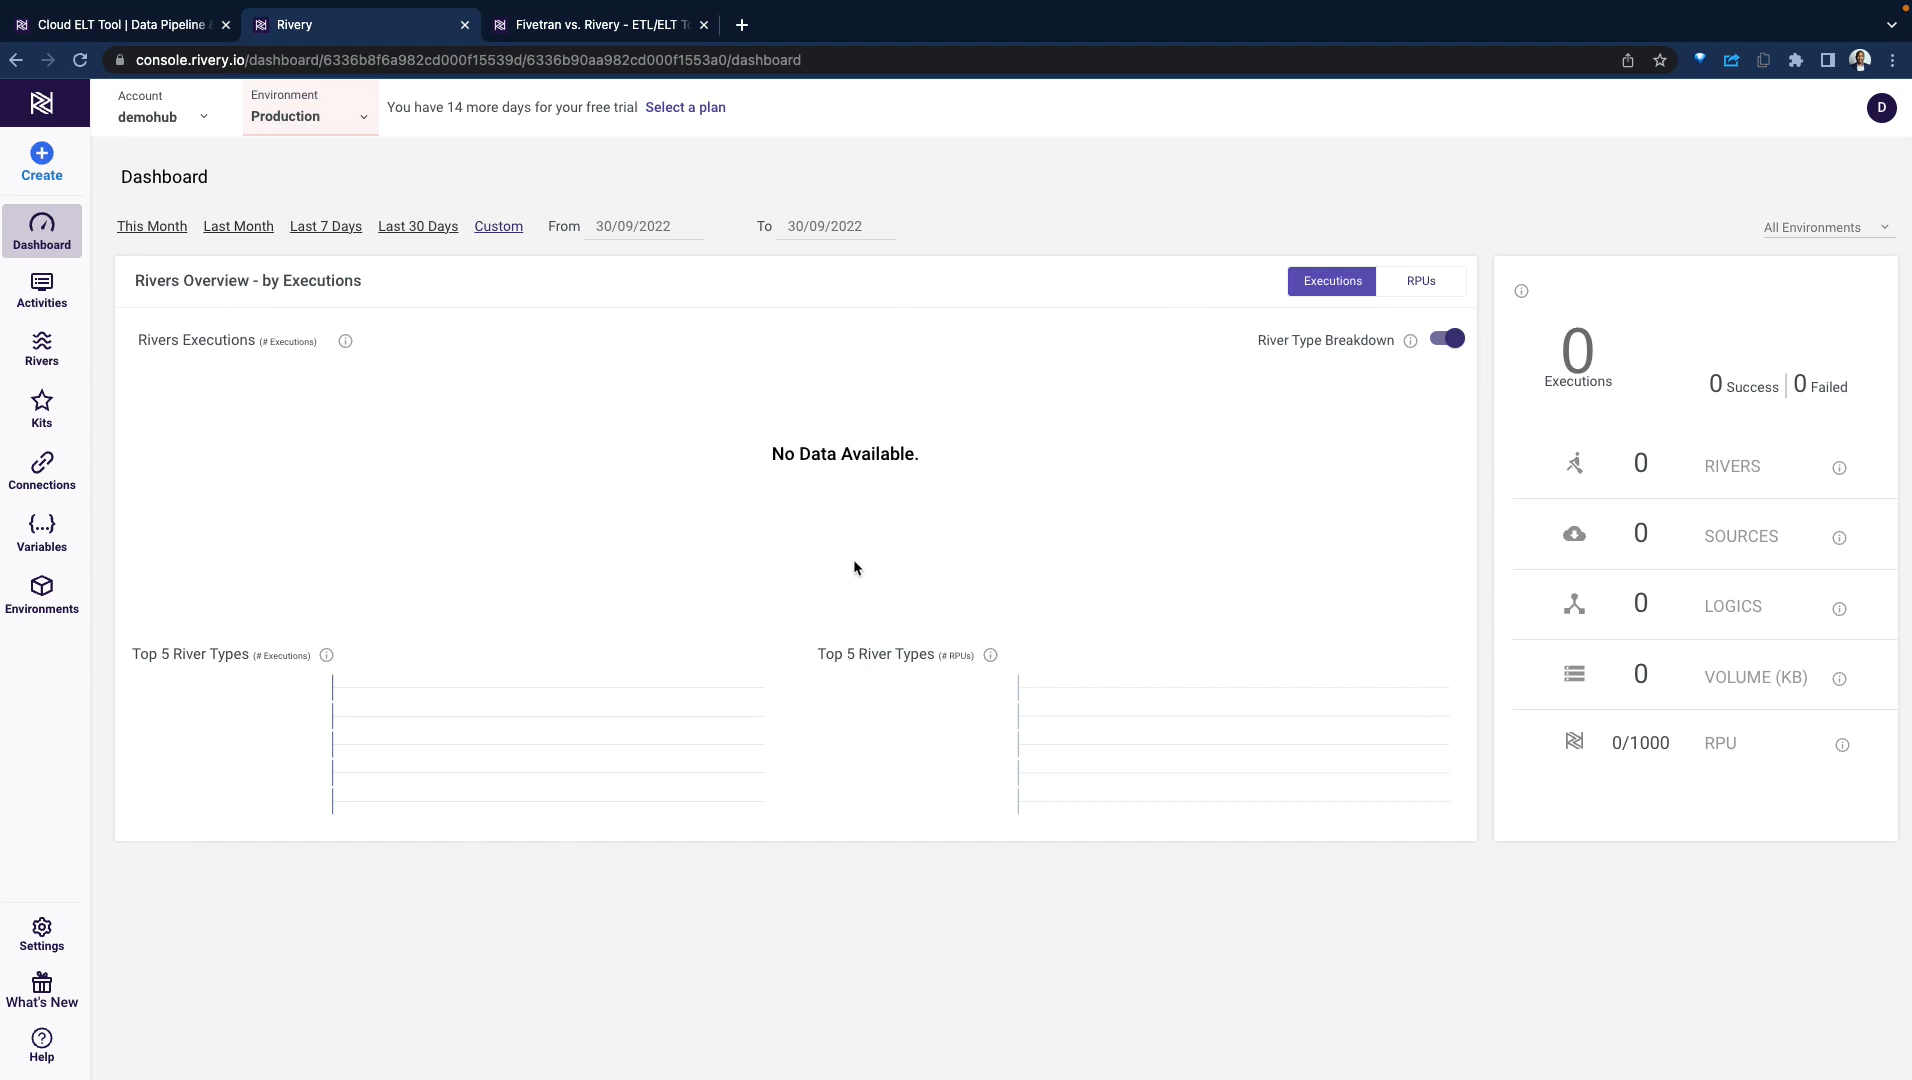 Cloud ELT Tool | Data Pipeline
Rivery
Fivetran vs. Rivery - ETL/ELT T
console.rivery.io/dashboard/6336b8f6a982cd000f15539d/6336b90aa982cd000f1553a0/dashboard
Account
demohub
Environment
Production
You have 14 more days for your free trial Select a plan
D
Create
Dashboard
Activities
Rivers
Kits
Connections
{...}
Variables
Environments
Settings
What's New
Help
Dashboard
This Month Last Month Last 7 Days Last 30 Days Custom From 30/09/2022 To 30/09/2022 All Environments
Rivers Overview - by Executions
Executions RPUs
Rivers Executions (# Executions)
River Type Breakdown
No Data Available.
Top 5 River Types (# Executions)
Top 5 River Types (# RPUs)
0
Executions
0 Success 0 Failed
0 RIVERS
0 SOURCES
0 LOGICS
0 VOLUME (KB)
0/1000 RPU